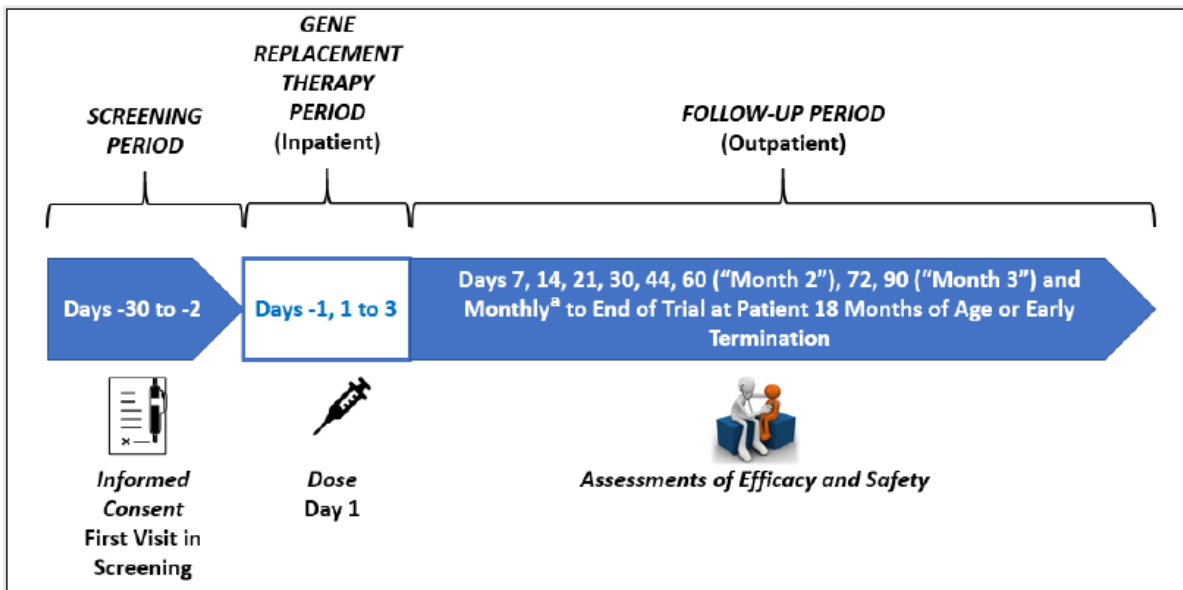 SCREENING
PERIOD
GENE
REPLACEMENT
THERAPY
PERIOD
(Inpatient)
FOLLOW-UP PERIOD
(Outpatient)
Days -30 to -2
Days -1, 1 to 3
Days 7, 14, 21, 30, 44, 60 (“Month 2”), 72, 90 (“Month 3”) and
Monthlyᵃ to End of Trial at Patient 18 Months of Age or Early
Termination
Informed
Consent
First Visit in
Screening
Dose
Day 1
Assessments of Efficacy and Safety